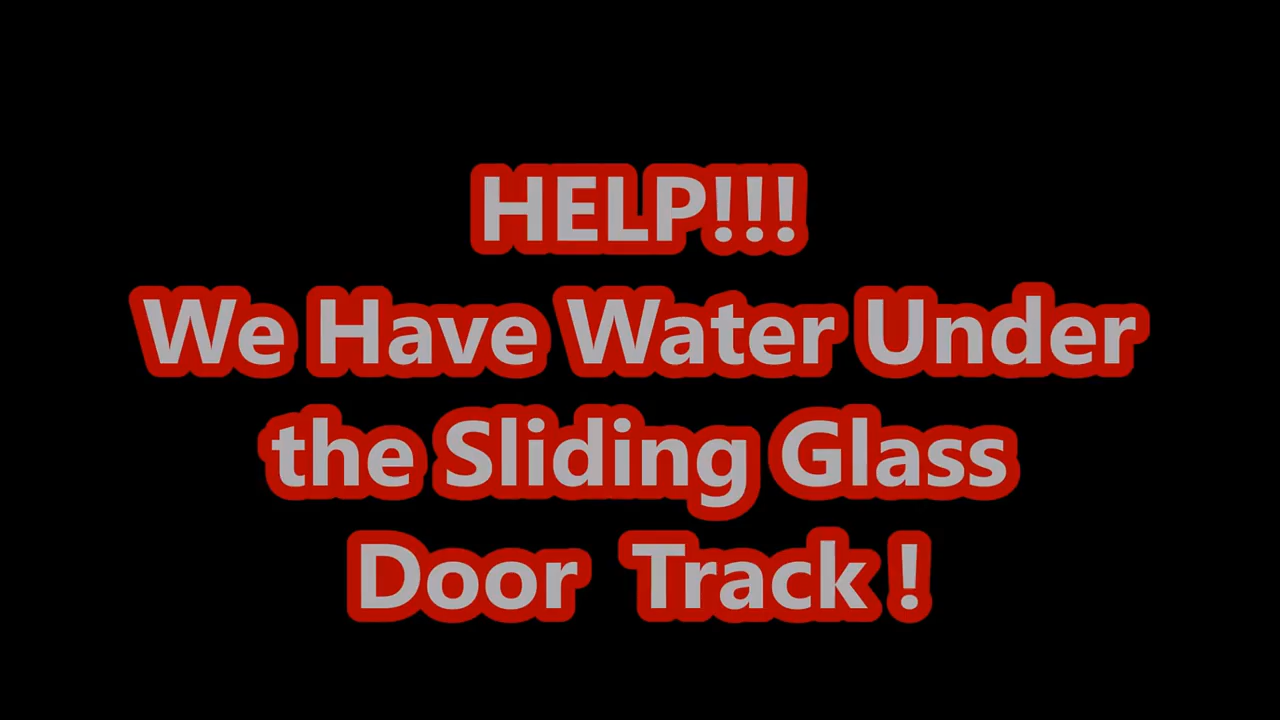 HELP!!!
We Have Water Under
the Sliding Glass
Door  Track !